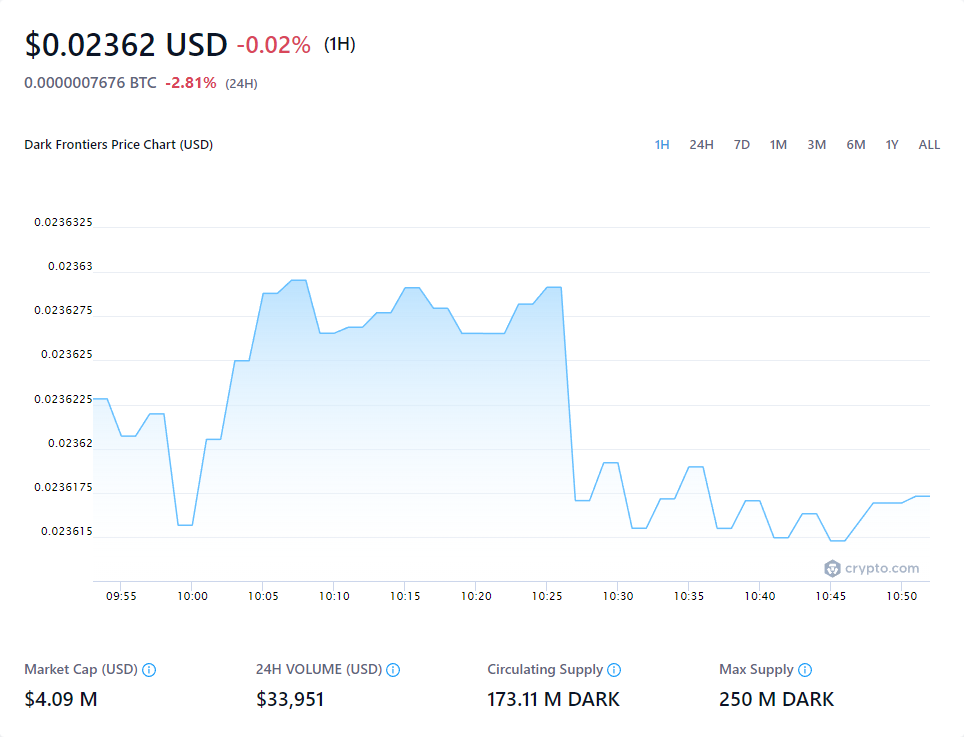 $0.02362 USD -0.02% (1H)
0.0000007676 BTC -2.81% (24H)
Dark Frontiers Price Chart (USD) 1H 24H 7D 1M 3M 6M 1Y ALL
0.0236325
0.02363
0.0236275
0.023625
0.0236225
0.02362
0.0236175
0.023615
crypto.com
09:55 10:00 10:05 10:10 10:15 10:20 10:25 10:30 10:35 10:40 10:45 10:50
Market Cap (USD) 24H VOLUME (USD) Circulating Supply Max Supply
$4.09 M $33,951 173.11 M DARK 250 M DARK